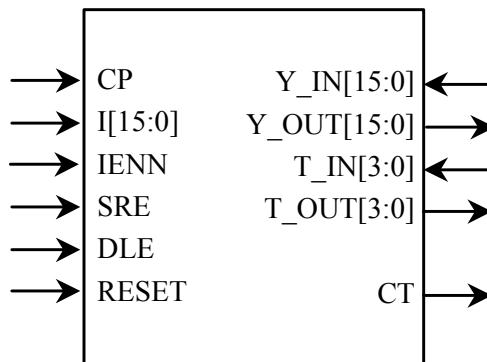 CP
I[15:0]
IENN
SRE
DLE
RESET
Y_IN[15:0]
Y_OUT[15:0]
T_IN[3:0]
T_OUT[3:0]
CT